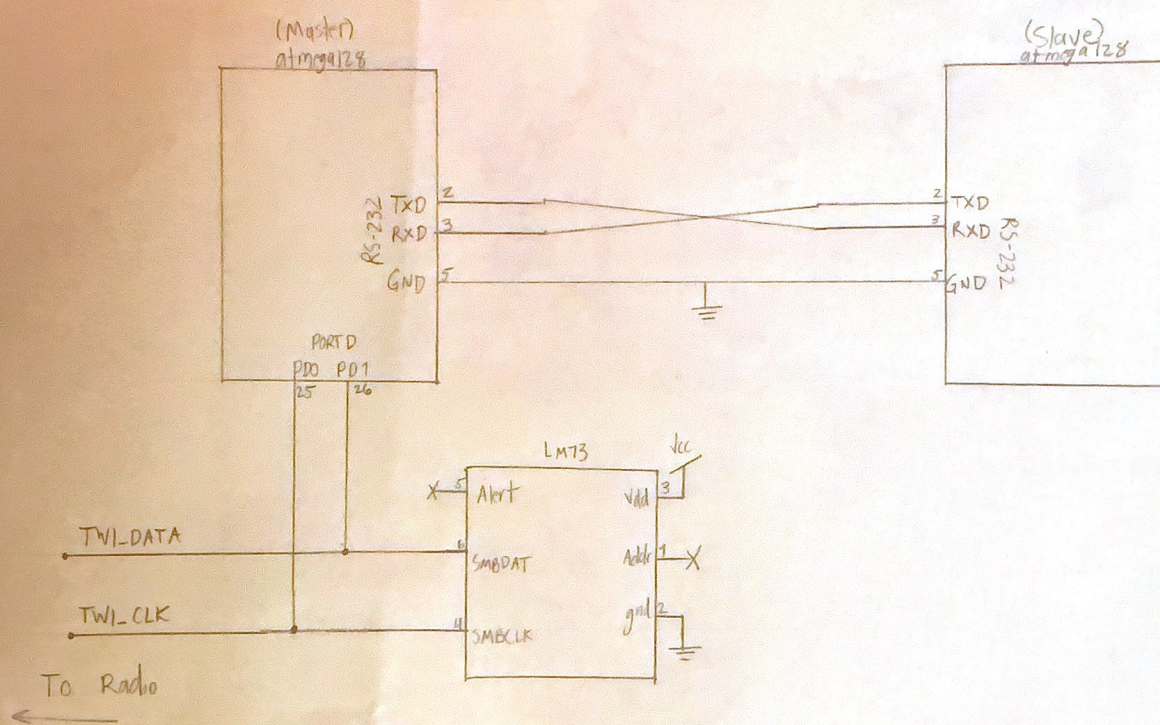 (Master)
atmega128
(Slave)
atmega128
RS-232
TXD 2
RXD 3
GND 5
2 TXD
3 RXD
5 GND
RS-232
PORTD
PD0 PD1
25 26
LM73
Vcc
X 5 Alert
Vdd 3
TWI_DATA
6 SMBDAT
Addr 1 X
TWI_CLK
4 SMBCLK
gnd 2
To Radio